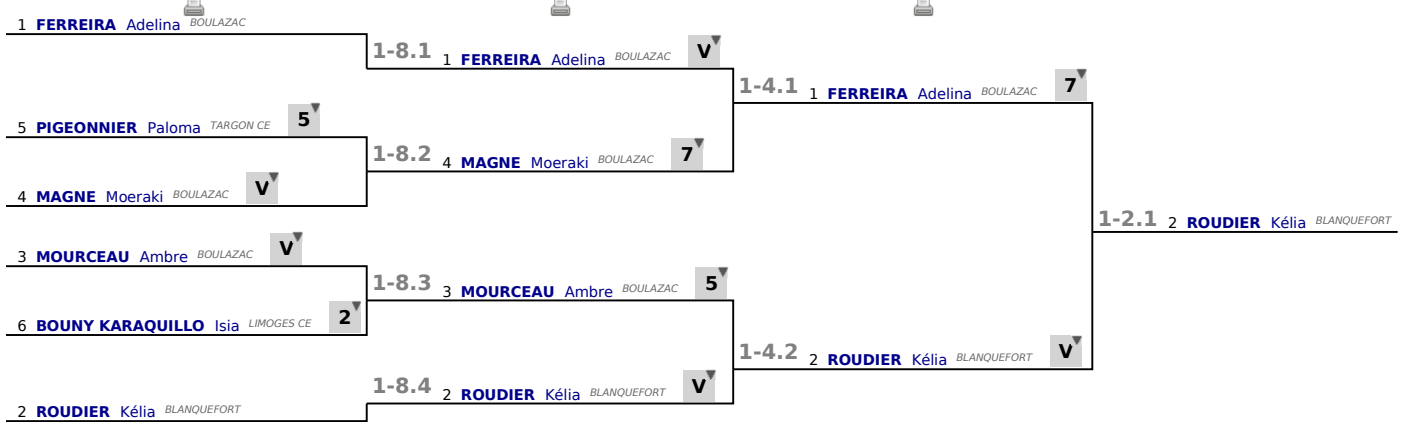 1 FERREIRA Adelina BOULAZAC
5 PIGEONNIER Paloma TARGON CE 5
4 MAGNE Moeraki BOULAZAC V
3 MOURCEAU Ambre BOULAZAC V
6 BOUNY KARAQUILLO Isia LIMOGES CE 2
2 ROUDIER Kélia BLANQUEFORT
1-8.1 1 FERREIRA Adelina BOULAZAC V
1-8.2 4 MAGNE Moeraki BOULAZAC 7
1-8.3 3 MOURCEAU Ambre BOULAZAC 5
1-8.4 2 ROUDIER Kélia BLANQUEFORT V
1-4.1 1 FERREIRA Adelina BOULAZAC 7
1-4.2 2 ROUDIER Kélia BLANQUEFORT V
1-2.1 2 ROUDIER Kélia BLANQUEFORT